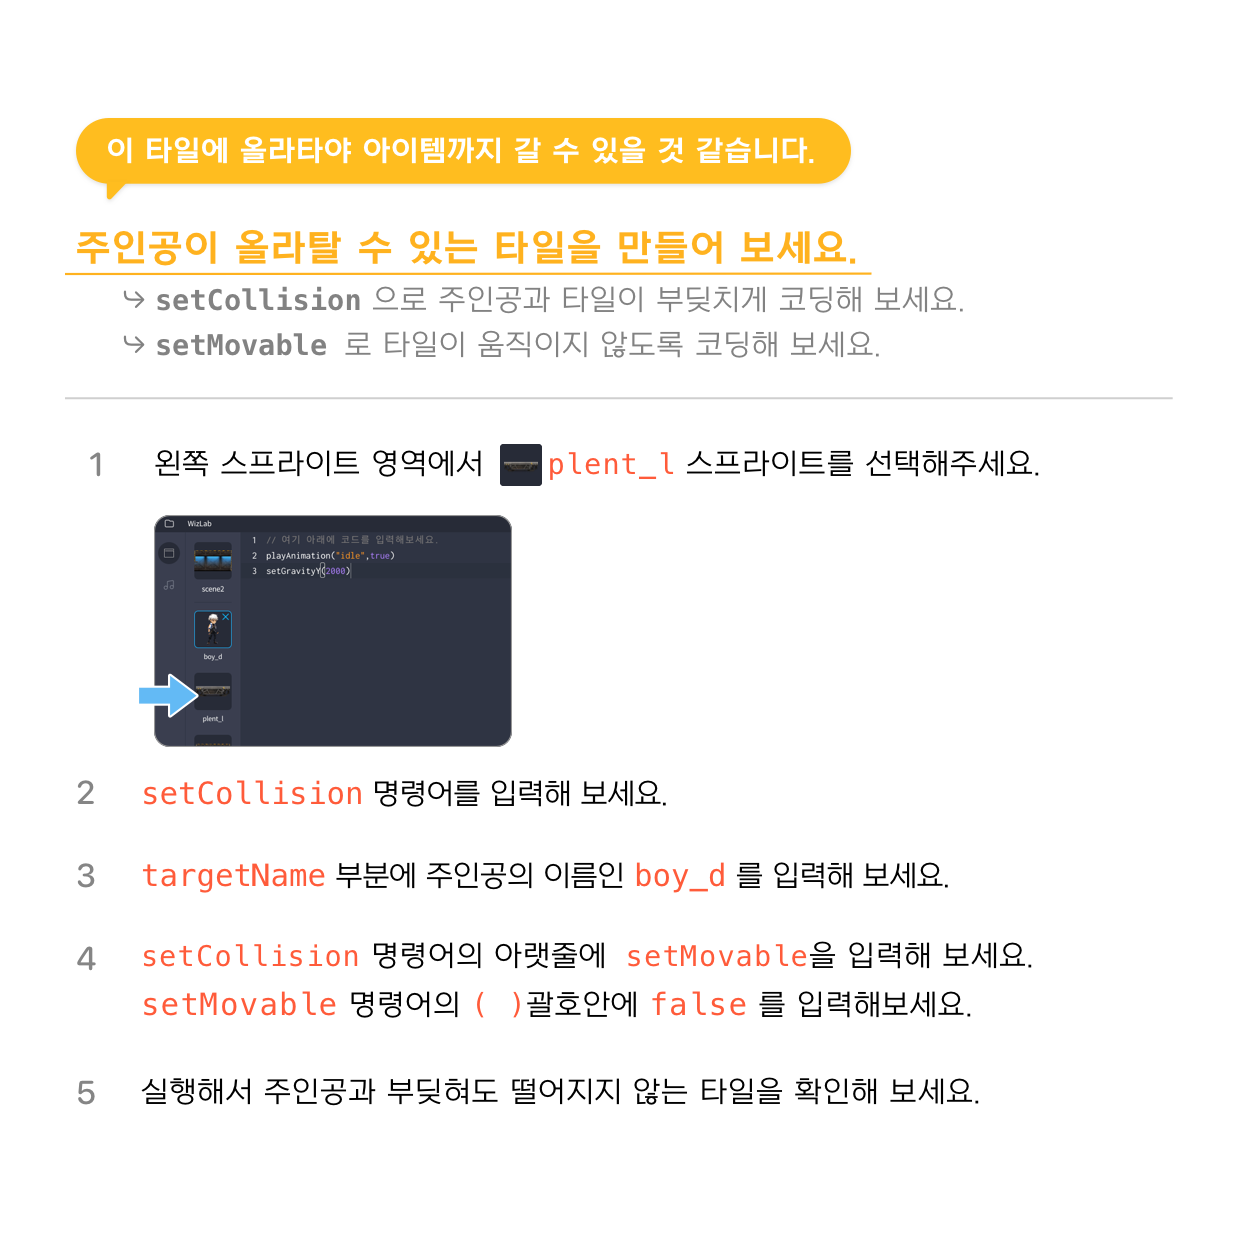 이 타일에 올라타야 아이템까지 갈 수 있을 것 같습니다.
주인공이 올라탈 수 있는 타일을 만들어 보세요.
↪ setCollision 으로 주인공과 타일이 부딪치게 코딩해 보세요.
↪ setMovable 로 타일이 움직이지 않도록 코딩해 보세요.
1 왼쪽 스프라이트 영역에서 plent_l 스프라이트를 선택해주세요.
WizLab
1 // 여기 아래에 코드를 입력해보세요.
2 playAnimation("idle",true)
3 setGravityY(2000)
scene2
boy_d
plent_l
2 setCollision 명령어를 입력해 보세요.
3 targetName 부분에 주인공의 이름인 boy_d 를 입력해 보세요.
4 setCollision 명령어의 아랫줄에 setMovable을 입력해 보세요.
setMovable 명령어의 ( )괄호안에 false 를 입력해보세요.
5 실행해서 주인공과 부딪혀도 떨어지지 않는 타일을 확인해 보세요.